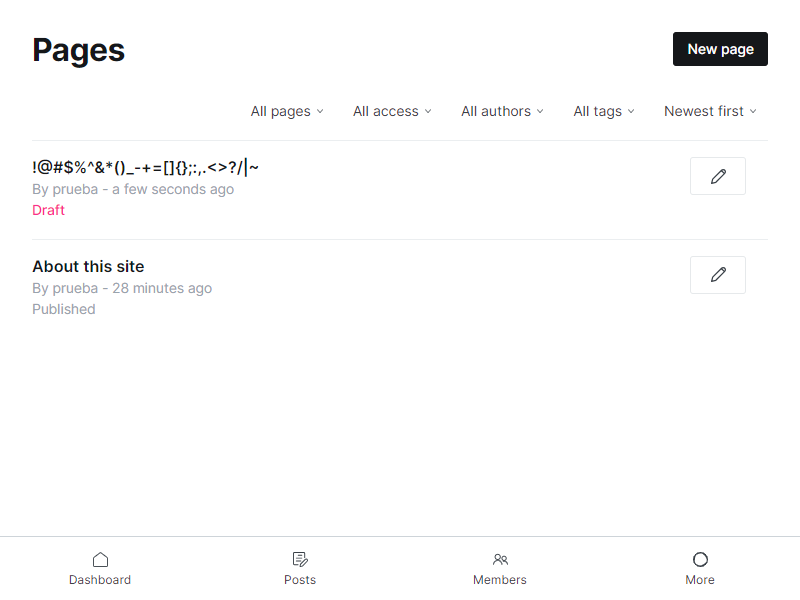 Pages
New page
All pages
All access
All authors
All tags
Newest first
!@#$%^&*()_-+=[]{};:,.<>?/|~
By prueba - a few seconds ago
Draft
About this site
By prueba - 28 minutes ago
Published
Dashboard
Posts
Members
More